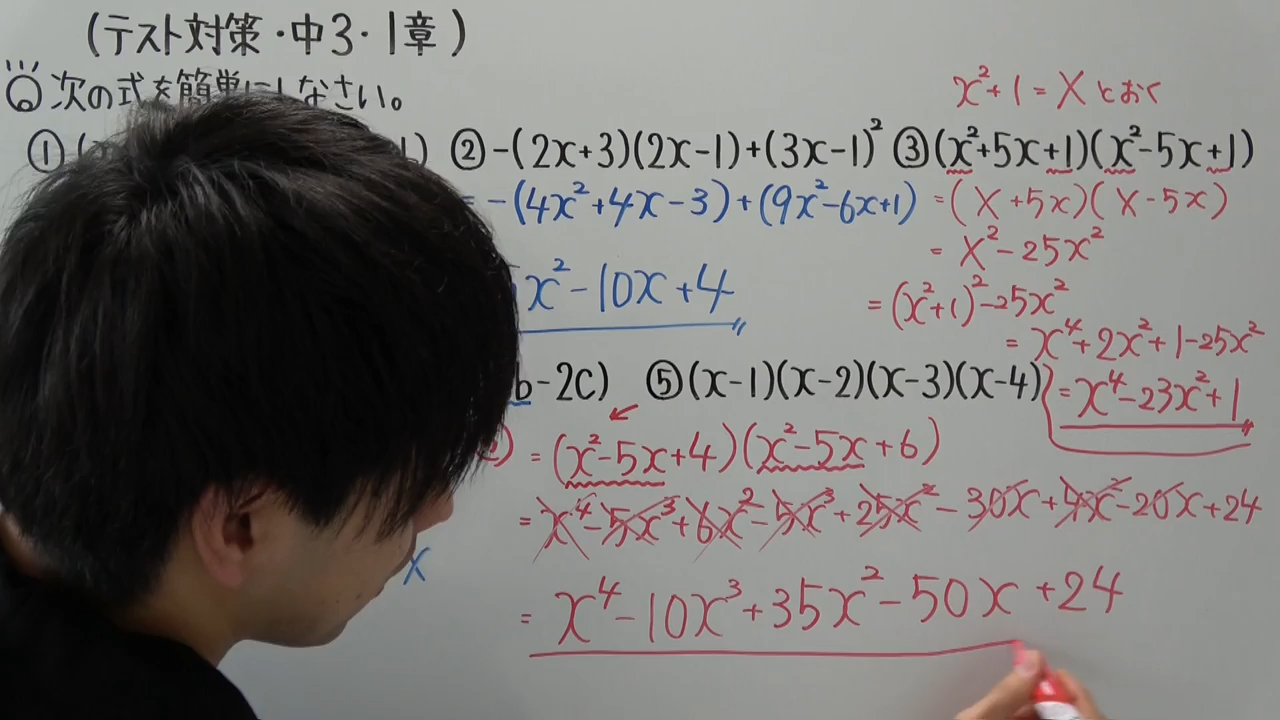 (テスト対策・中3・1章)
次の式を簡単にしなさい。
x²+1=Xとおく
① ②-(2x+3)(2x-1)+(3x-1)² ③(x²+5x+1)(x²-5x+1)
= -(4x²+4x-3)+(9x²-6x+1) =(X+5x)(X-5x)
= X²-25x²
x²-10x+4
=(x²+1)²-25x²
= x⁴+2x²+1-25x²
b-2c) ⑤(x-1)(x-2)(x-3)(x-4)
=x⁴-23x²+1
=(x²-5x+4)(x²-5x+6)
=x⁴-5x³+6x²-5x³+25x²-30x+4x²-20x+24
X
= x⁴-10x³+35x²-50x+24